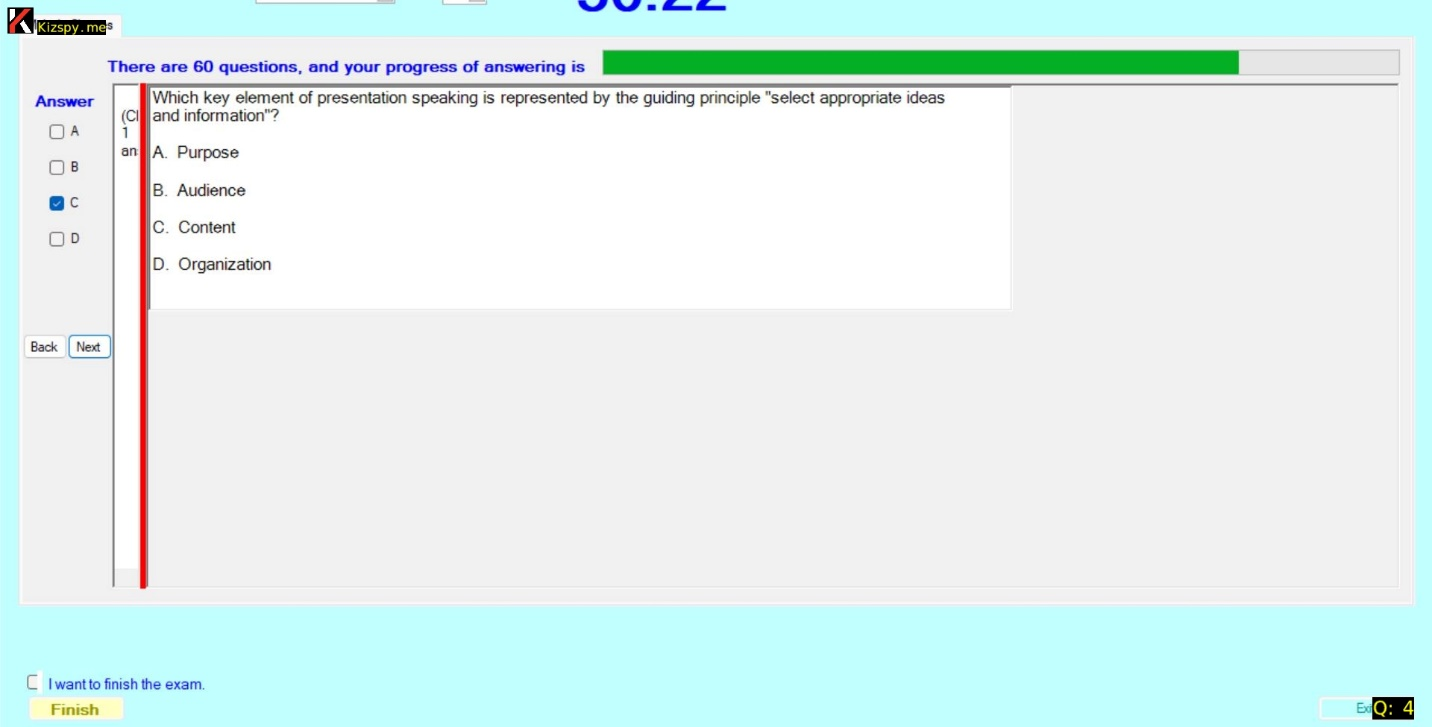 Kizspy.me
There are 60 questions, and your progress of answering is
Answer
A
B
C
D
Back
Next
1
Which key element of presentation speaking is represented by the guiding principle "select appropriate ideas
and information"?
A. Purpose
B. Audience
C. Content
D. Organization
I want to finish the exam.
Finish
Q: 4